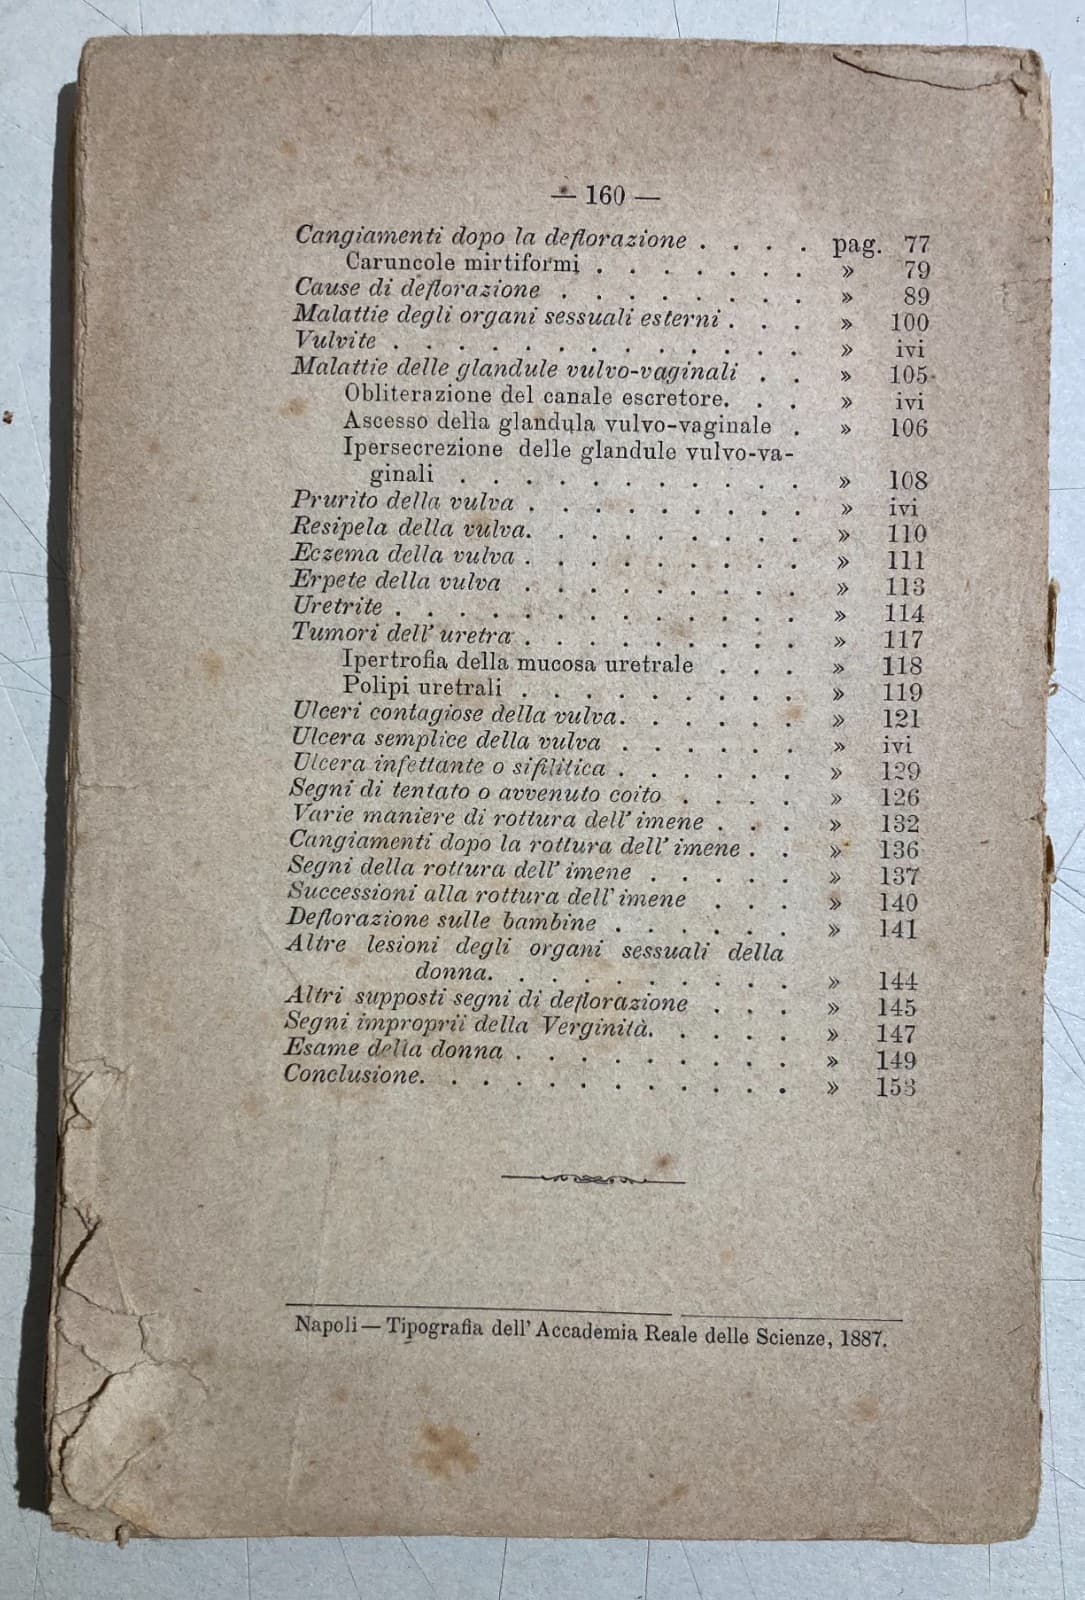 — 160 —
Cangiamenti dopo la deflorazione . . . . pag. 77
Caruncole mirtiformi . . . . . . . » 79
Cause di deflorazione . . . . . . . . » 89
Malattie degli organi sessuali esterni . . . » 100
Vulvite . . . . . . . . . . . . . » ivi
Malattie delle glandule vulvo-vaginali . . » 105
Obliterazione del canale escretore. . . » ivi
Ascesso della glandula vulvo-vaginale . » 106
Ipersecrezione delle glandule vulvo-va-
ginali . . . . . . . . . . . » 108
Prurito della vulva . . . . . . . . . » ivi
Resipela della vulva. . . . . . . . . » 110
Eczema della vulva . . . . . . . . . » 111
Erpete della vulva . . . . . . . . . » 113
Uretrite . . . . . . . . . . . . . » 114
Tumori dell' uretra . . . . . . . . . » 117
Ipertrofia della mucosa uretrale . . . » 118
Polipi uretrali . . . . . . . . . » 119
Ulceri contagiose della vulva. . . . . . » 121
Ulcera semplice della vulva . . . . . . » ivi
Ulcera infettante o sifilitica . . . . . . » 129
Segni di tentato o avvenuto coito . . . . » 126
Varie maniere di rottura dell' imene . . . » 132
Cangiamenti dopo la rottura dell' imene . . » 136
Segni della rottura dell' imene . . . . . » 137
Successioni alla rottura dell' imene . . . » 140
Deflorazione sulle bambine . . . . . . » 141
Altre lesioni degli organi sessuali della
donna. . . . . . . . . . » 144
Altri supposti segni di deflorazione . . . » 145
Segni improprii della Verginità. . . . . » 147
Esame della donna . . . . . . . . . » 149
Conclusione. . . . . . . . . . . . » 153
Napoli — Tipografia dell' Accademia Reale delle Scienze, 1887.